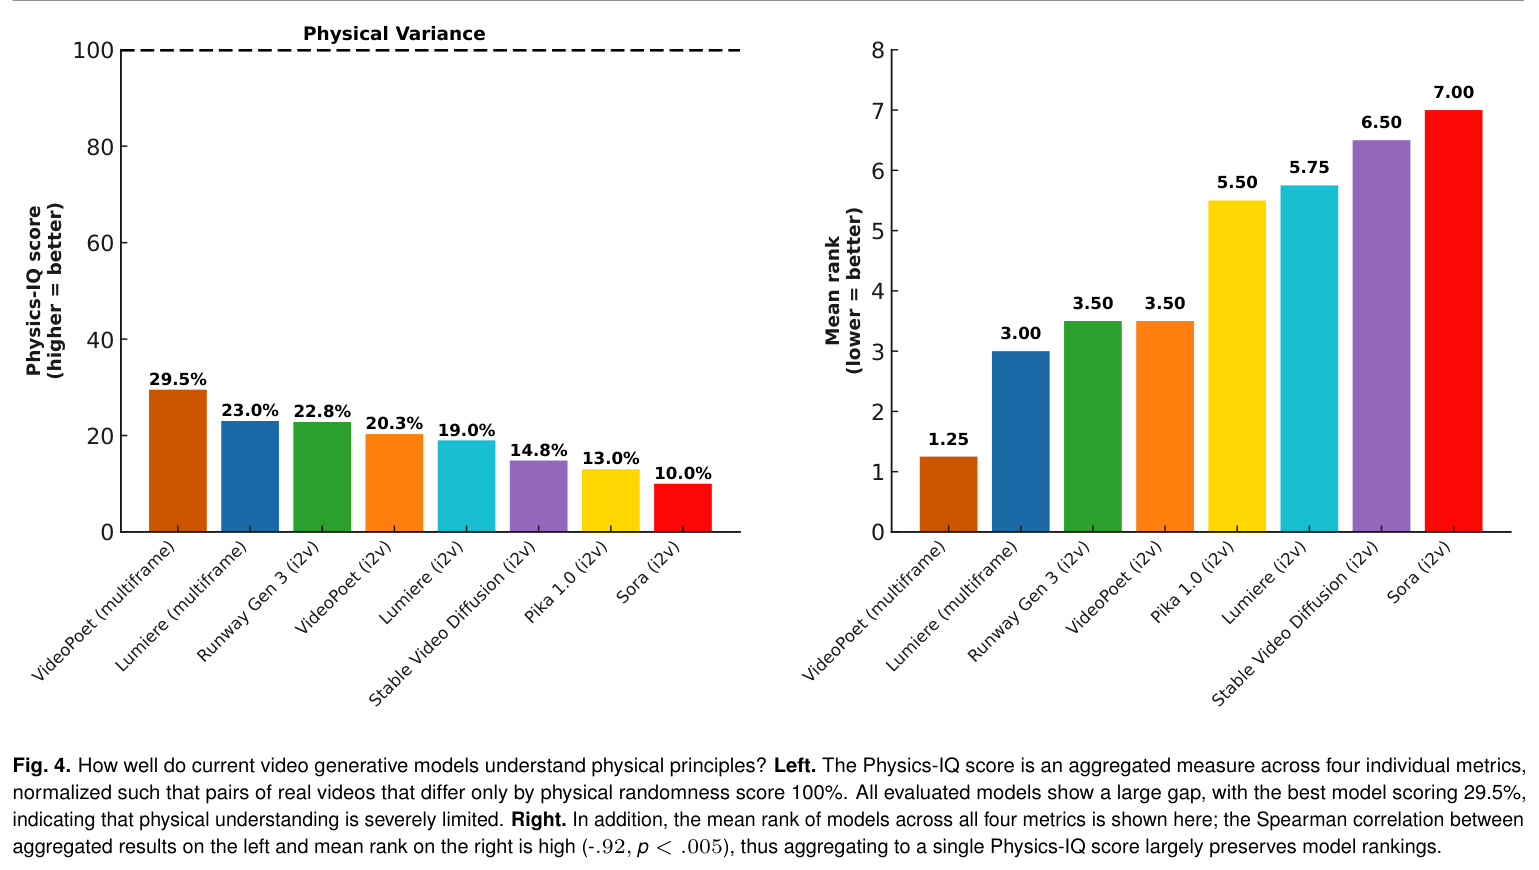 Physical Variance
100
80
60
40
20
0
Physics-IQ score
(higher = better)
29.5%
23.0%
22.8%
20.3%
19.0%
14.8%
13.0%
10.0%
VideoPoet (multiframe)
Lumiere (multiframe)
Runway Gen 3 (i2v)
VideoPoet (i2v)
Lumiere (i2v)
Stable Video Diffusion (i2v)
Pika 1.0 (i2v)
Sora (i2v)
8
7
6
5
4
3
2
1
0
Mean rank
(lower = better)
1.25
3.00
3.50
3.50
5.50
5.75
6.50
7.00
VideoPoet (multiframe)
Lumiere (multiframe)
Runway Gen 3 (i2v)
VideoPoet (i2v)
Pika 1.0 (i2v)
Lumiere (i2v)
Stable Video Diffusion (i2v)
Sora (i2v)
Fig. 4. How well do current video generative models understand physical principles? Left. The Physics-IQ score is an aggregated measure across four individual metrics,
normalized such that pairs of real videos that differ only by physical randomness score 100%. All evaluated models show a large gap, with the best model scoring 29.5%,
indicating that physical understanding is severely limited. Right. In addition, the mean rank of models across all four metrics is shown here; the Spearman correlation between
aggregated results on the left and mean rank on the right is high (-.92, p < .005), thus aggregating to a single Physics-IQ score largely preserves model rankings.